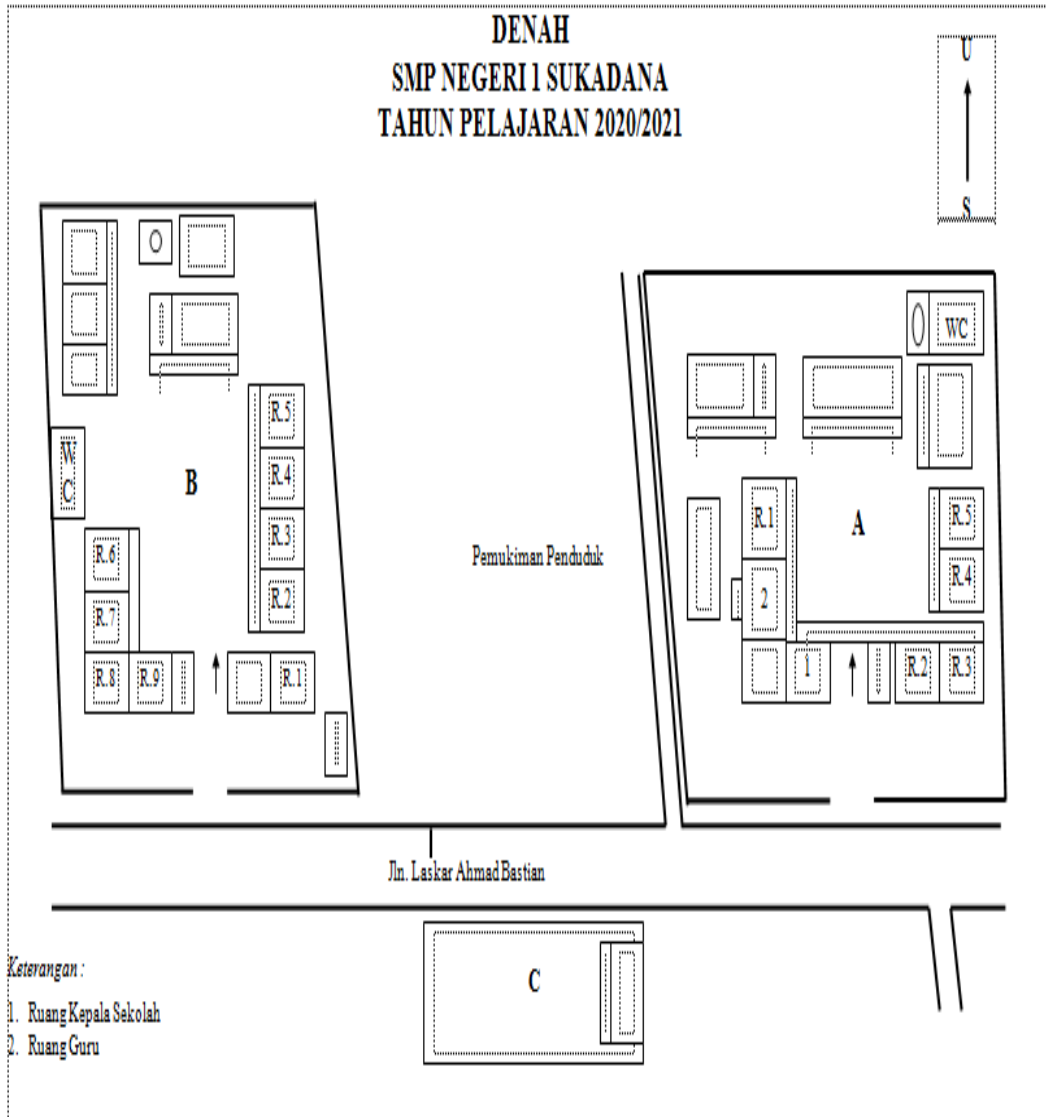 DENAH
SMP NEGERI 1 SUKADANA
TAHUN PELAJARAN 2020/2021
U
S
WC
R.5
R.4
R.3
R.2
R.1
W
C
B
R.6
R.7
R.8
R.9
Pemukiman Penduduk
A
R.1
2
1
R.5
R.4
R.2
R.3
Jln. Laskar Ahmad Bastian
C
Keterangan :
1. Ruang Kepala Sekolah
2. Ruang Guru